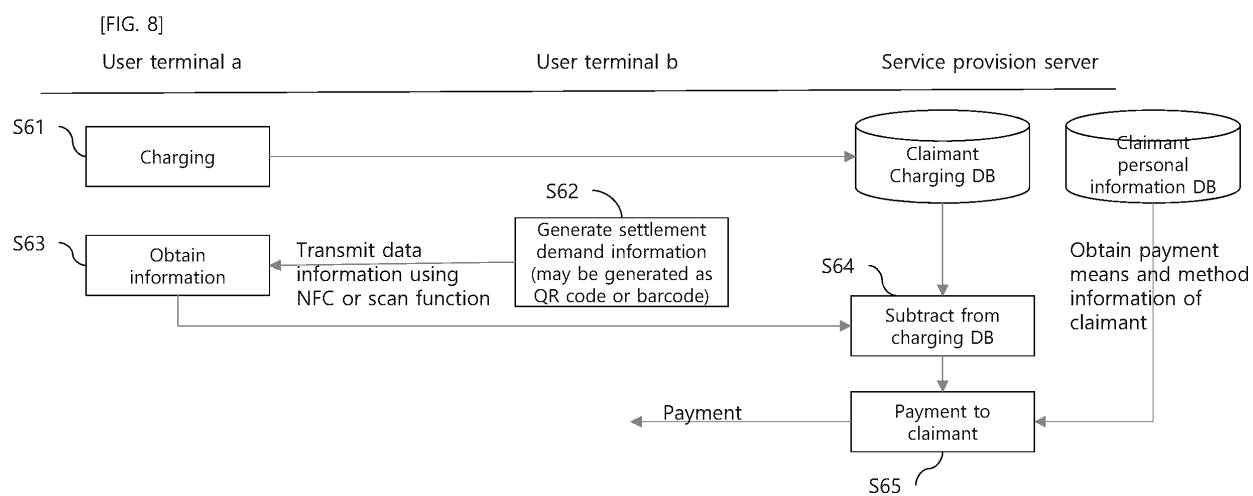 [FIG. 8]
User terminal a
User terminal b
Service provision server
S61
Charging
Claimant
Charging DB
Claimant
personal
information DB
S62
Generate settlement
demand information
(may be generated as
QR code or barcode)
S63
Obtain
information
Transmit data
information using
NFC or scan function
S64
Subtract from
charging DB
Obtain payment
means and method
information of
claimant
Payment
Payment to
claimant
S65